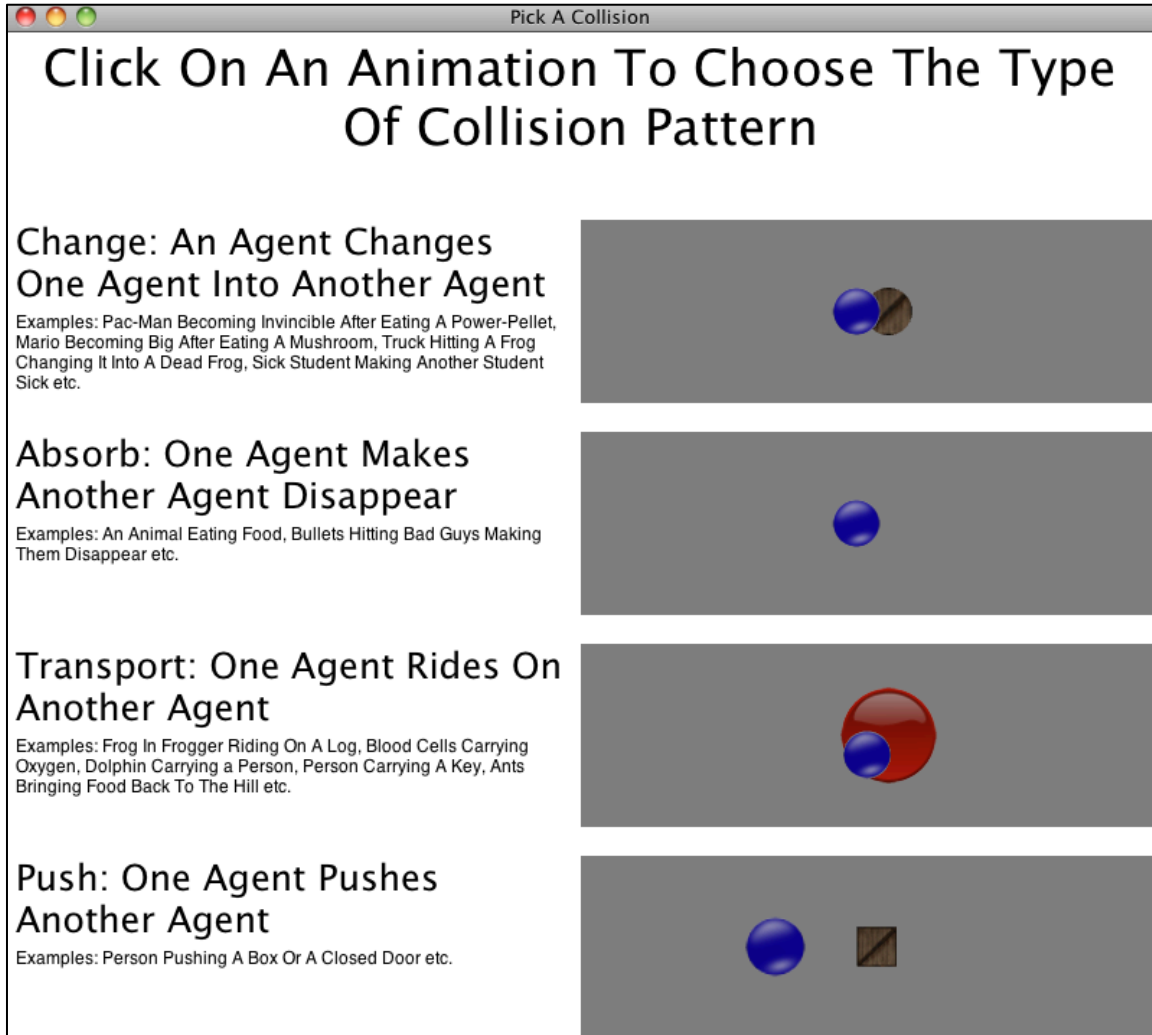 Pick A Collision
Click On An Animation To Choose The Type
Of Collision Pattern
Change: An Agent Changes
One Agent Into Another Agent
Examples: Pac-Man Becoming Invincible After Eating A Power-Pellet,
Mario Becoming Big After Eating A Mushroom, Truck Hitting A Frog
Changing It Into A Dead Frog, Sick Student Making Another Student
Sick etc.
Absorb: One Agent Makes
Another Agent Disappear
Examples: An Animal Eating Food, Bullets Hitting Bad Guys Making
Them Disappear etc.
Transport: One Agent Rides On
Another Agent
Examples: Frog In Frogger Riding On A Log, Blood Cells Carrying
Oxygen, Dolphin Carrying a Person, Person Carrying A Key, Ants
Bringing Food Back To The Hill etc.
Push: One Agent Pushes
Another Agent
Examples: Person Pushing A Box Or A Closed Door etc.